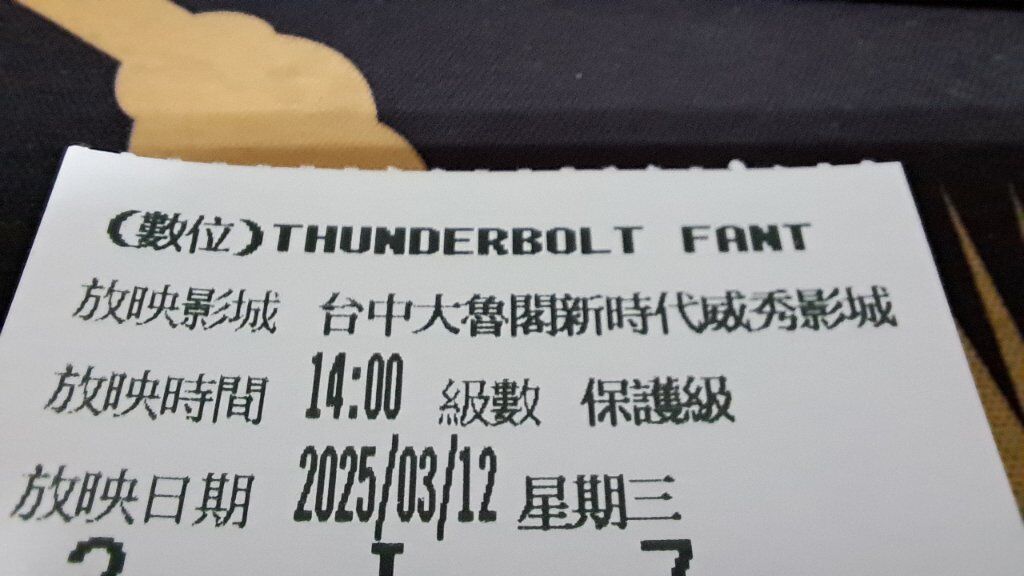 (數位)THUNDERBOLT FANT
放映影城 台中大魯閣新時代威秀影城
放映時間 14:00 級數 保護級
放映日期 2025/03/12 星期三